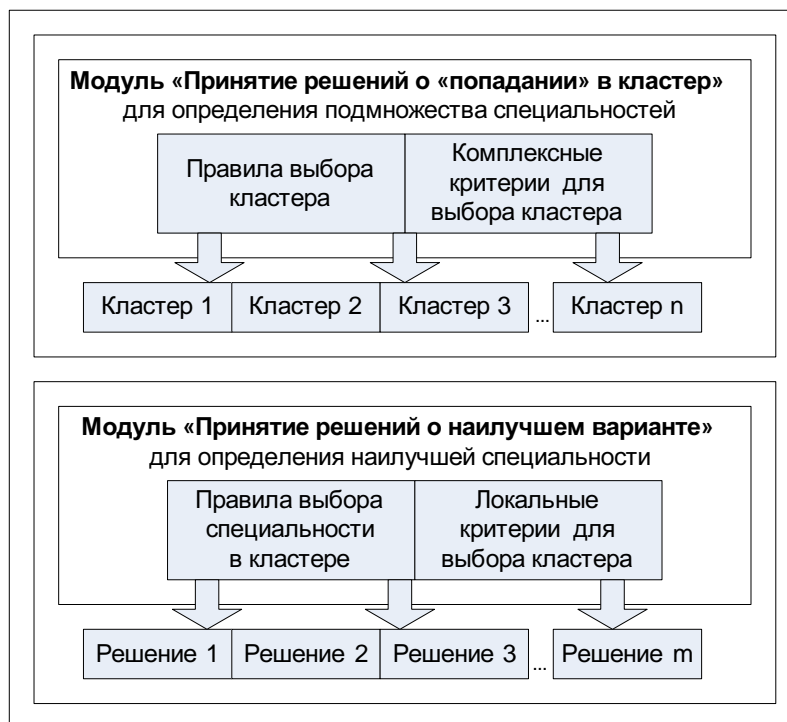 Модуль «Принятие решений о «попадании» в кластер»
для определения подмножества специальностей
Правила выбора
кластера
Комплексные
критерии для
выбора кластера
Кластер 1
Кластер 2
Кластер 3
...
Кластер n
Модуль «Принятие решений о наилучшем варианте»
для определения наилучшей специальности
Правила выбора
специальности
в кластере
Локальные
критерии для
выбора кластера
Решение 1
Решение 2
Решение 3
...
Решение m